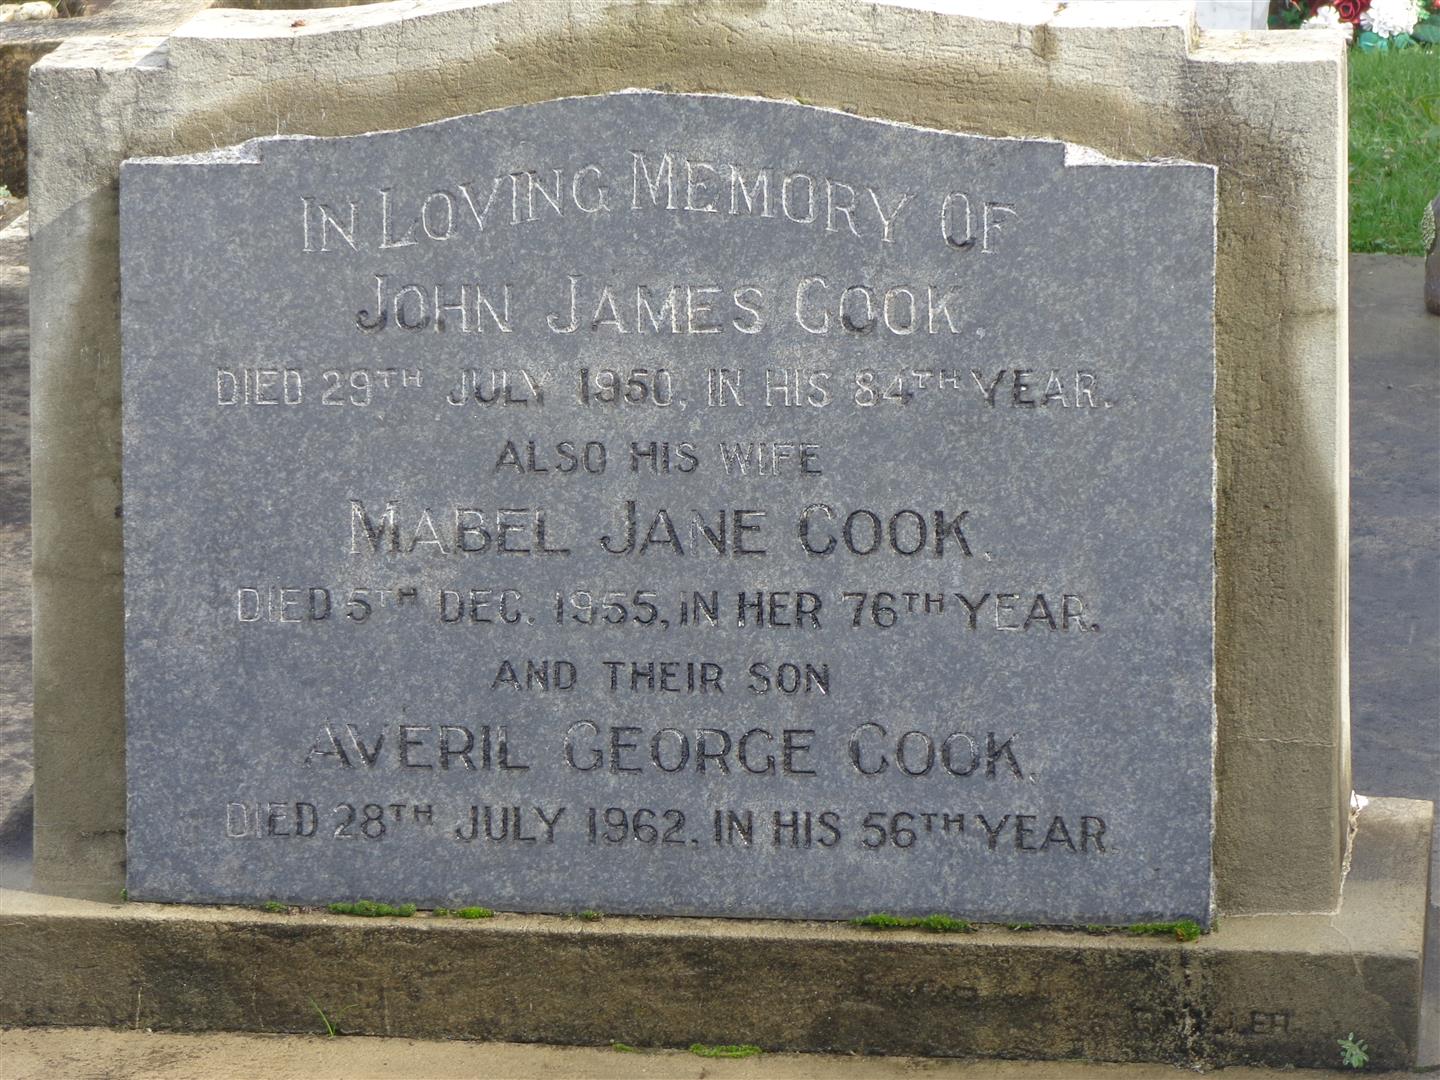 IN LOVING MEMORY OF
JOHN JAMES COOK.
DIED 29TH JULY 1950, IN HIS 84TH YEAR.
ALSO HIS WIFE
MABEL JANE COOK.
DIED 5TH DEC. 1955, IN HER 76TH YEAR.
AND THEIR SON
AVERIL GEORGE COOK.
DIED 28TH JULY 1962. IN HIS 56TH YEAR.